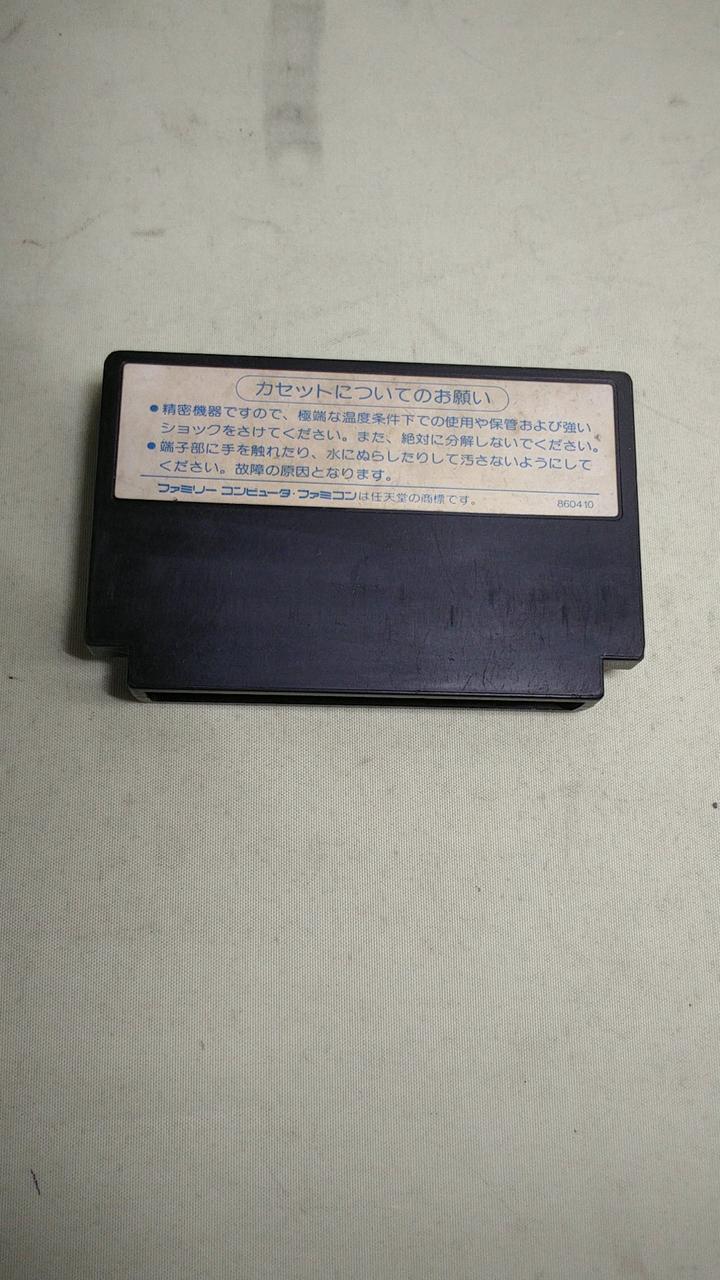 カセットについてのお願い
●精密機器ですので、極端な温度条件下での使用や保管および強い
ショックをさけてください。また、絶対に分解しないでください。
●端子部に手を触れたり、水にぬらしたりして汚さないようにして
ください。故障の原因となります。
ファミリー コンピュータ・ファミコンは任天堂の商標です。
860410